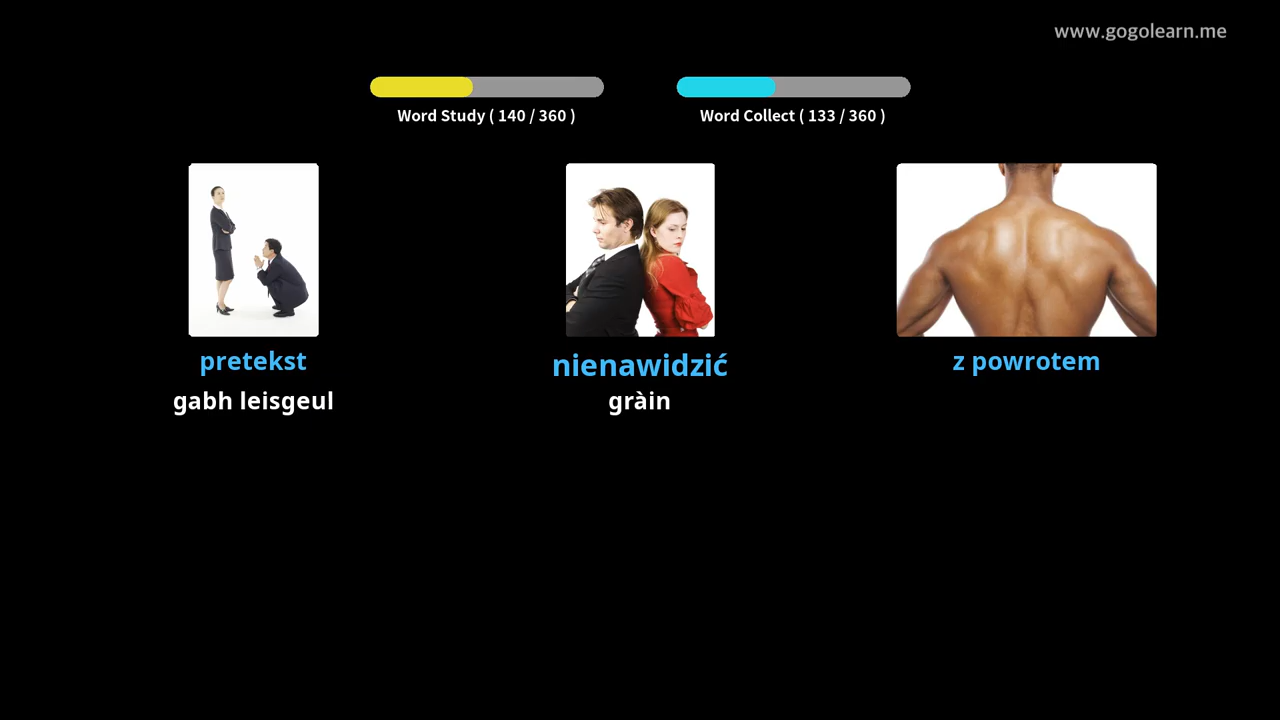 www.gogolearn.me
Word Study ( 140 / 360 )
Word Collect ( 133 / 360 )
pretekst
gabh leisgeul
nienawidzić
gràin
z powrotem